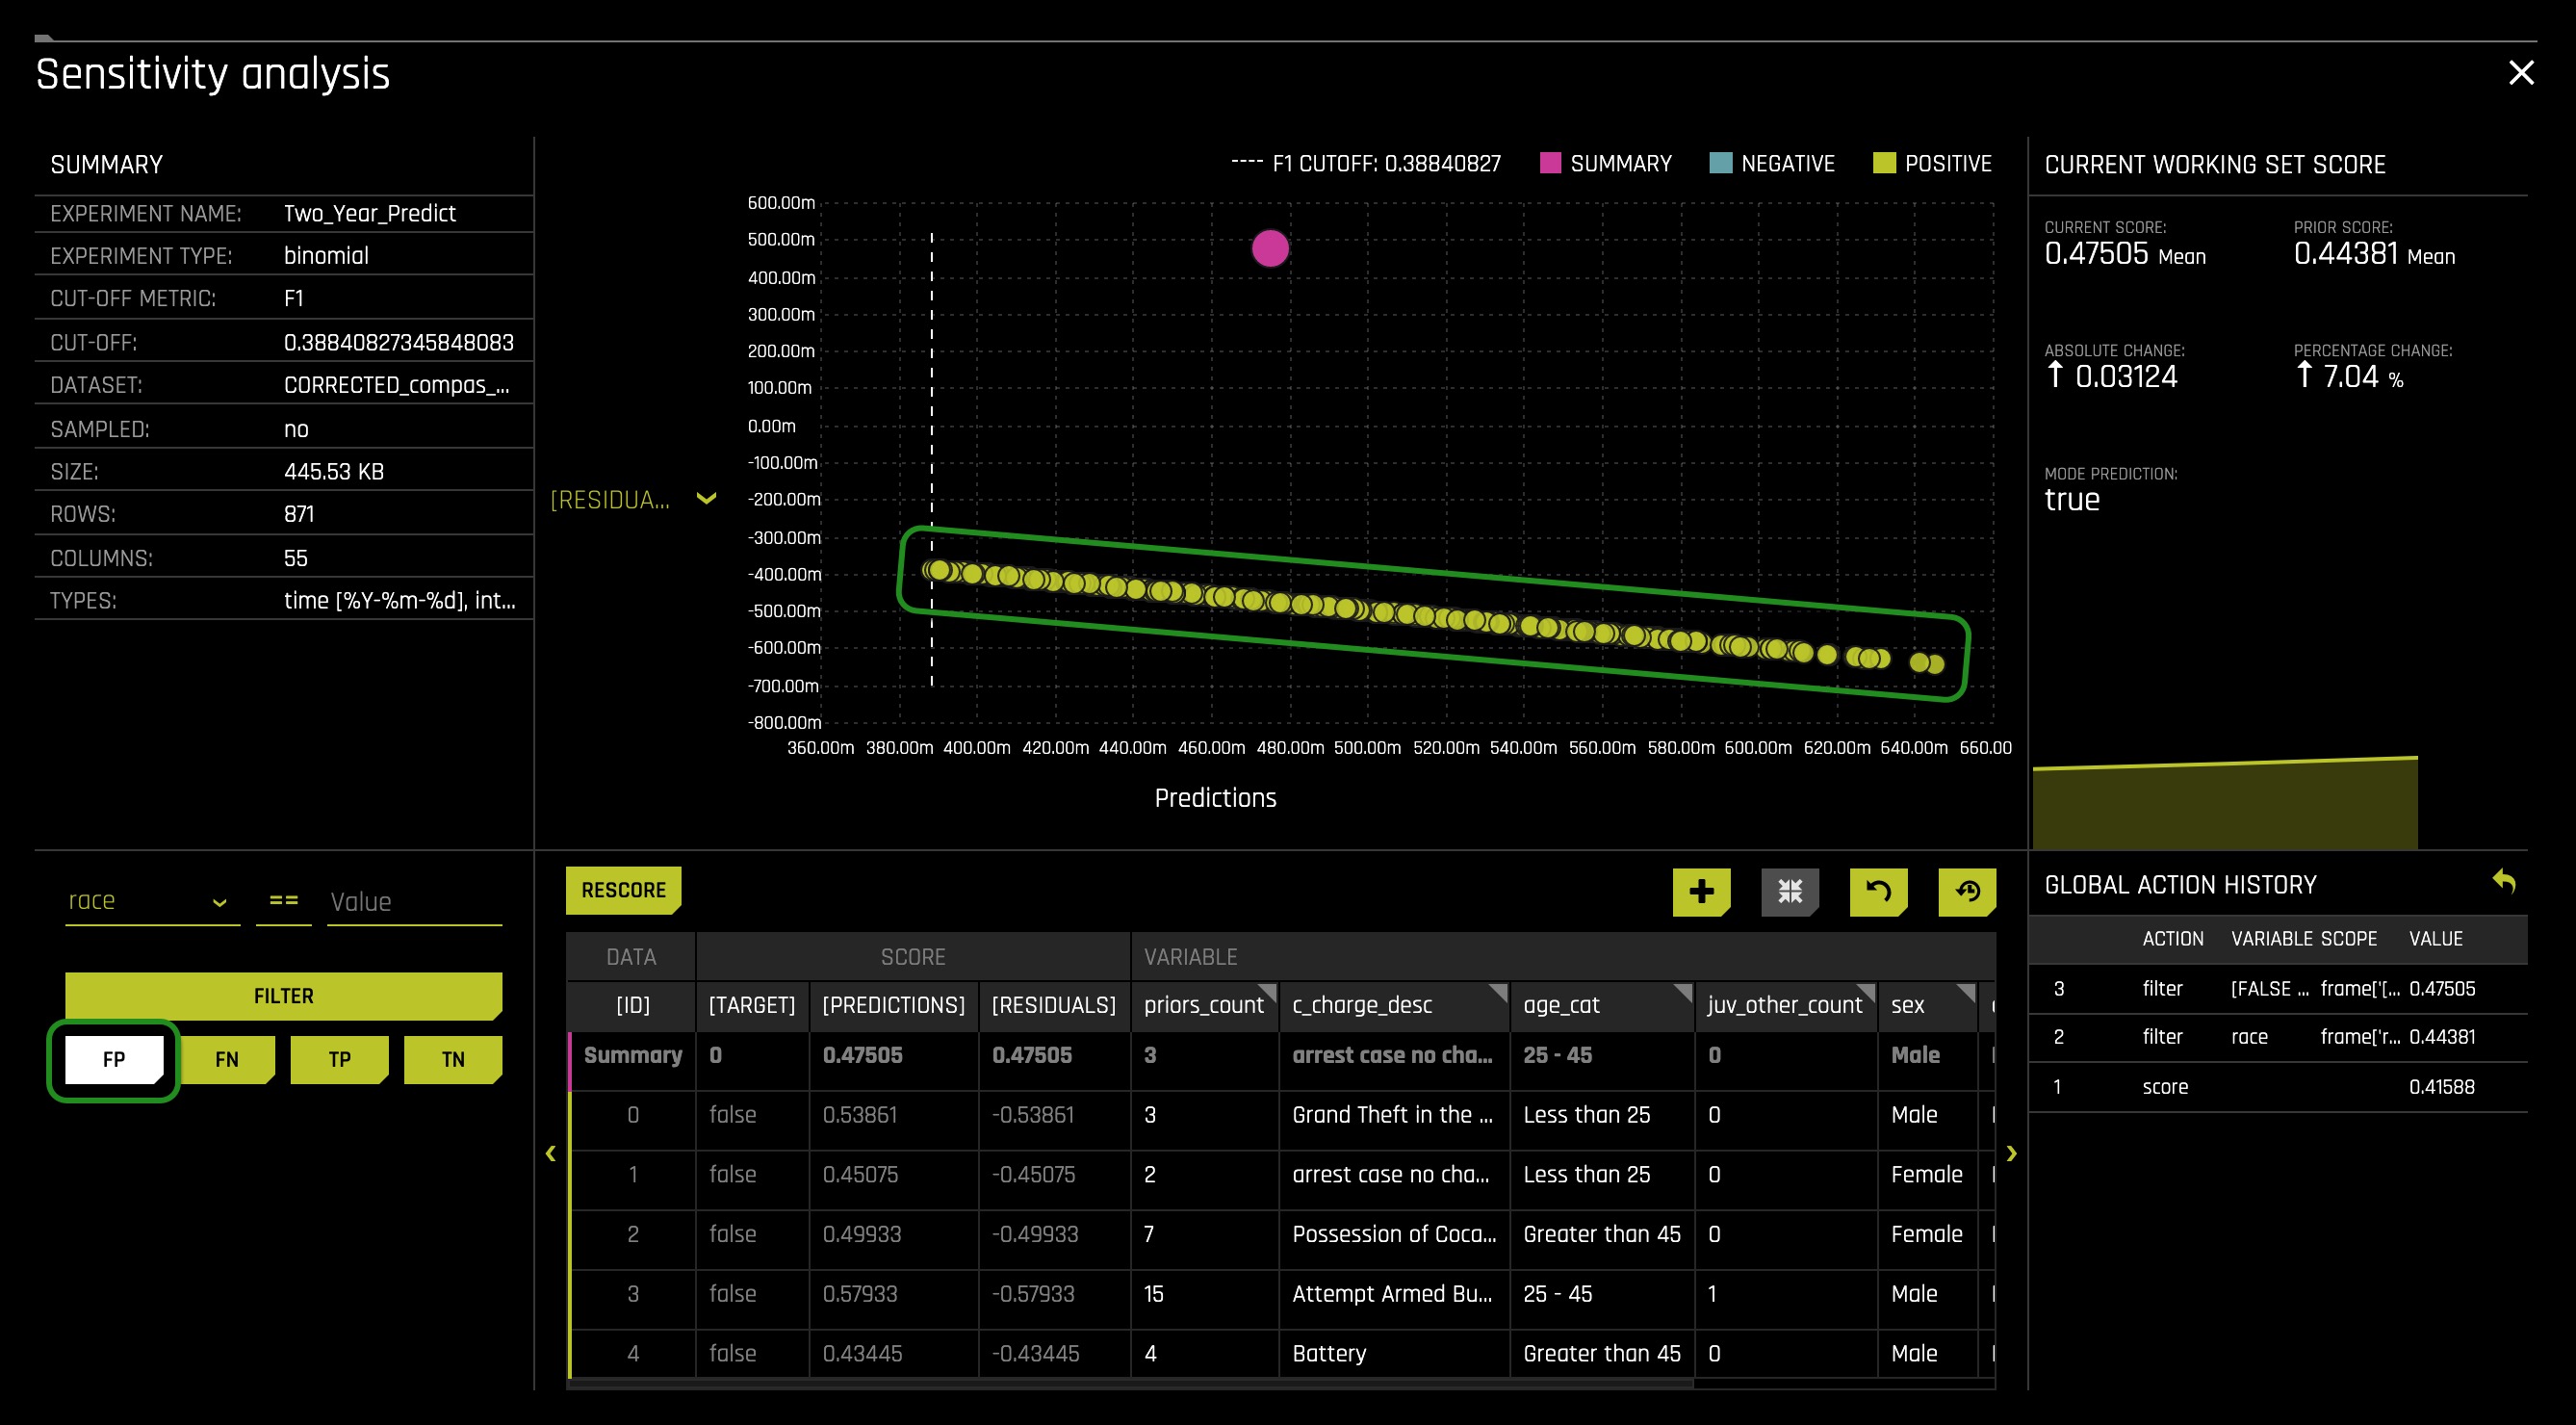 Sensitivity analysis
SUMMARY
EXPERIMENT NAME: Two_Year_Predict
EXPERIMENT TYPE: binomial
CUT-OFF METRIC: F1
CUT-OFF: 0.38840827345848083
DATASET: CORRECTED_compas_...
SAMPLED: no
SIZE: 445.53 KB
ROWS: 871
COLUMNS: 55
TYPES: time [%Y-%m-%d], int...
F1 CUTOFF: 0.38840827 SUMMARY NEGATIVE POSITIVE
[RESIDUA...
600.00m
500.00m
400.00m
300.00m
200.00m
100.00m
0.00m
-100.00m
-200.00m
-300.00m
-400.00m
-500.00m
-600.00m
-700.00m
-800.00m
360.00m 380.00m 400.00m 420.00m 440.00m 460.00m 480.00m 500.00m 520.00m 540.00m 560.00m 580.00m 600.00m 620.00m 640.00m 660.00
Predictions
CURRENT WORKING SET SCORE
CURRENT SCORE: PRIOR SCORE:
0.47505 Mean 0.44381 Mean
ABSOLUTE CHANGE: PERCENTAGE CHANGE:
↑ 0.03124 ↑ 7.04 %
MODE PREDICTION:
true
race == Value
FILTER
FP FN TP TN
RESCORE
DATA SCORE VARIABLE
[ID] [TARGET] [PREDICTIONS] [RESIDUALS] priors_count c_charge_desc age_cat juv_other_count sex
Summary 0 0.47505 0.47505 3 arrest case no cha... 25 - 45 0 Male
0 false 0.53861 -0.53861 3 Grand Theft in the ... Less than 25 0 Male
1 false 0.45075 -0.45075 2 arrest case no cha... Less than 25 0 Female
2 false 0.49933 -0.49933 7 Possession of Coca... Greater than 45 0 Female
3 false 0.57933 -0.57933 15 Attempt Armed Bu... 25 - 45 1 Male
4 false 0.43445 -0.43445 4 Battery Greater than 45 0 Male
GLOBAL ACTION HISTORY
ACTION VARIABLE SCOPE VALUE
3 filter [FALSE ... frame['[... 0.47505
2 filter race frame['r... 0.44381
1 score 0.41588